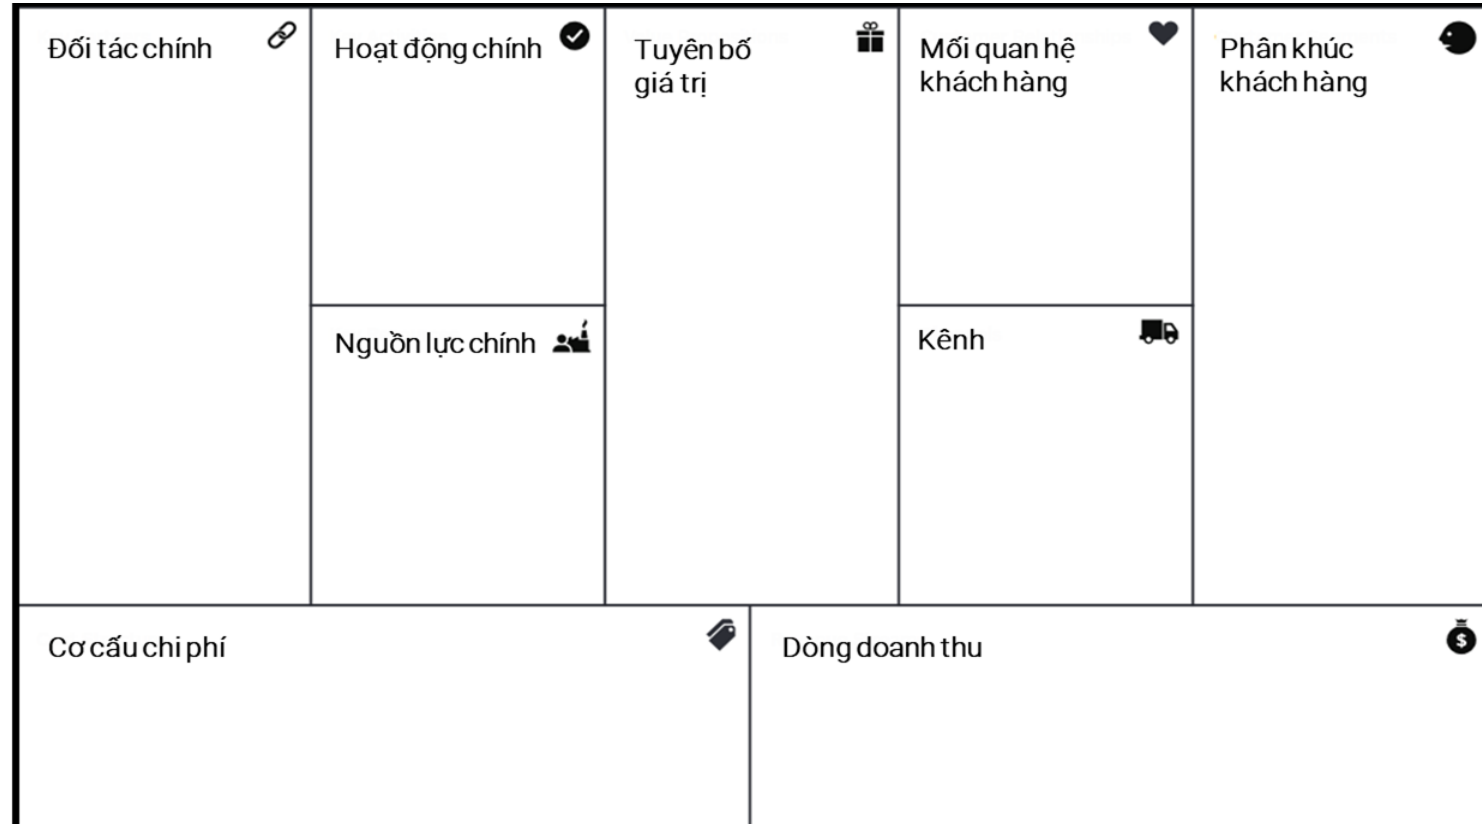 Đối tác chính
Hoạt động chính
Tuyên bố
giá trị
Mối quan hệ
khách hàng
Phân khúc
khách hàng
Nguồn lực chính
Kênh
Cơ cấu chi phí
Dòng doanh thu
$